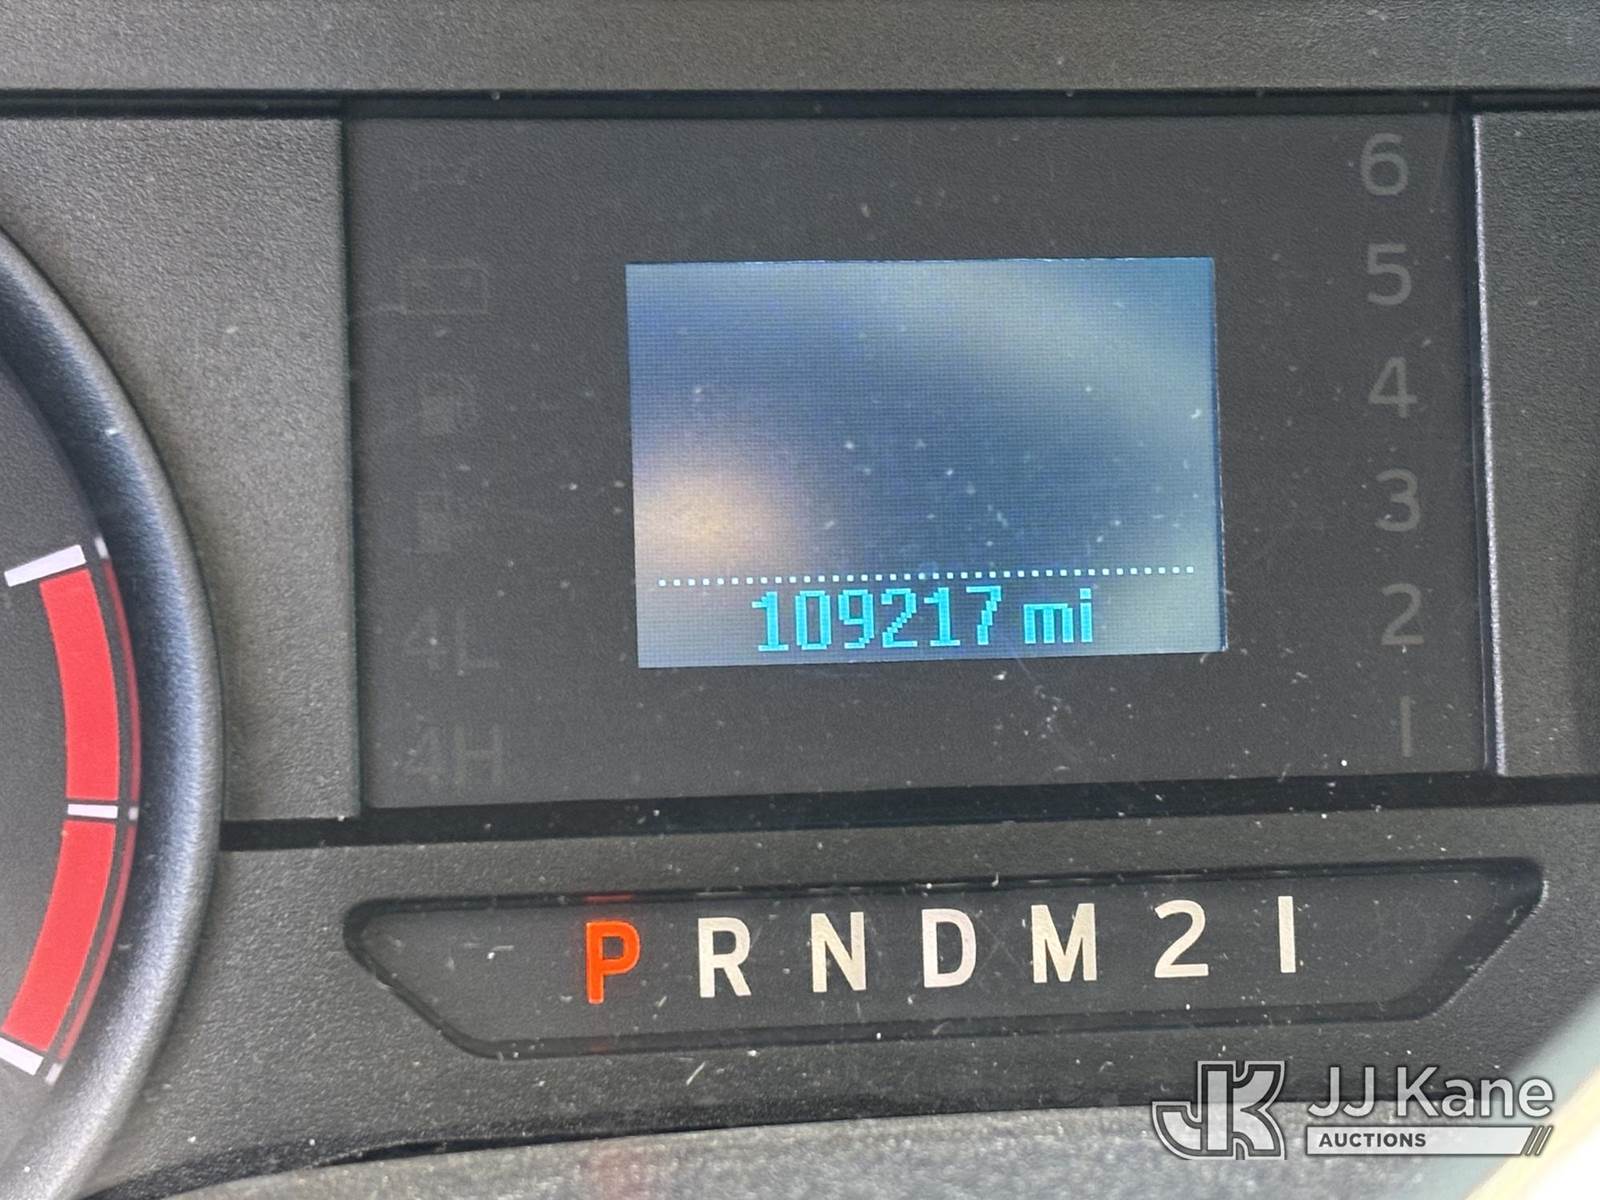 6
5
4
3
2
1
4L
4H
109217 mi
P R N D M 2 1
JJ Kane
AUCTIONS